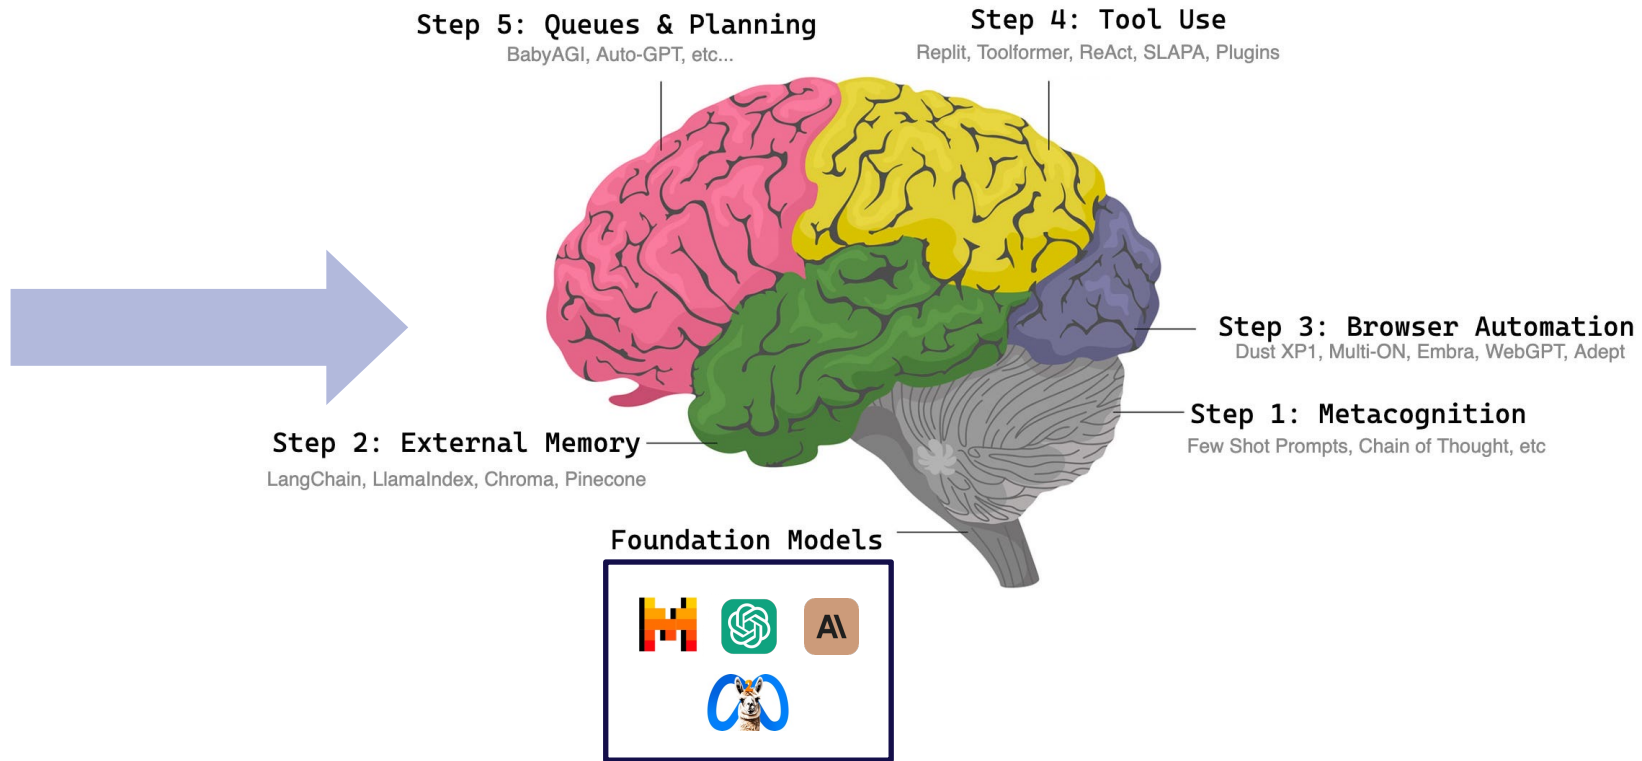 Step 5: Queues & Planning
BabyAGI, Auto-GPT, etc...
Step 4: Tool Use
Replit, Toolformer, ReAct, SLAPA, Plugins
Step 3: Browser Automation
Dust XP1, Multi-ON, Embra, WebGPT, Adept
Step 1: Metacognition
Few Shot Prompts, Chain of Thought, etc
Step 2: External Memory
LangChain, LlamaIndex, Chroma, Pinecone
Foundation Models
A\